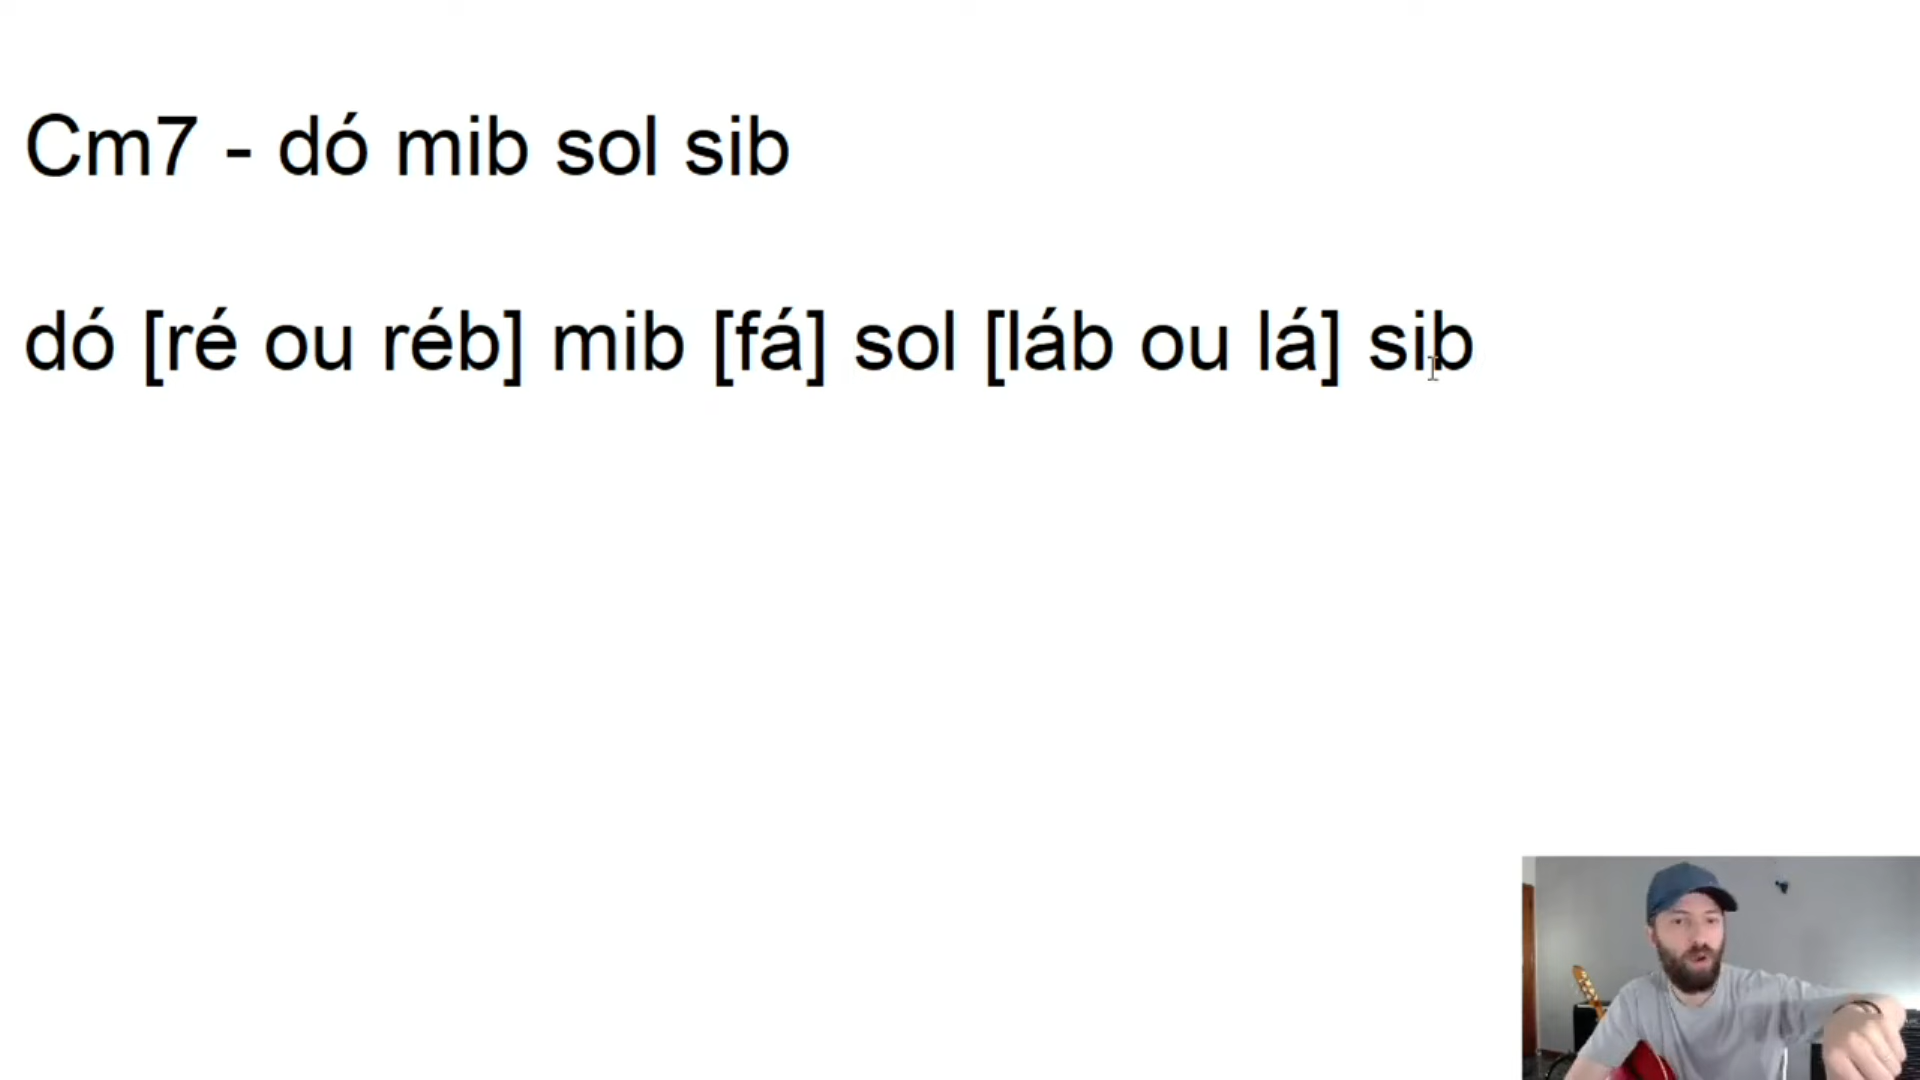 Cm7 - dó mib sol sib
dó [ré ou réb] mib [fá] sol [láb ou lá] sib